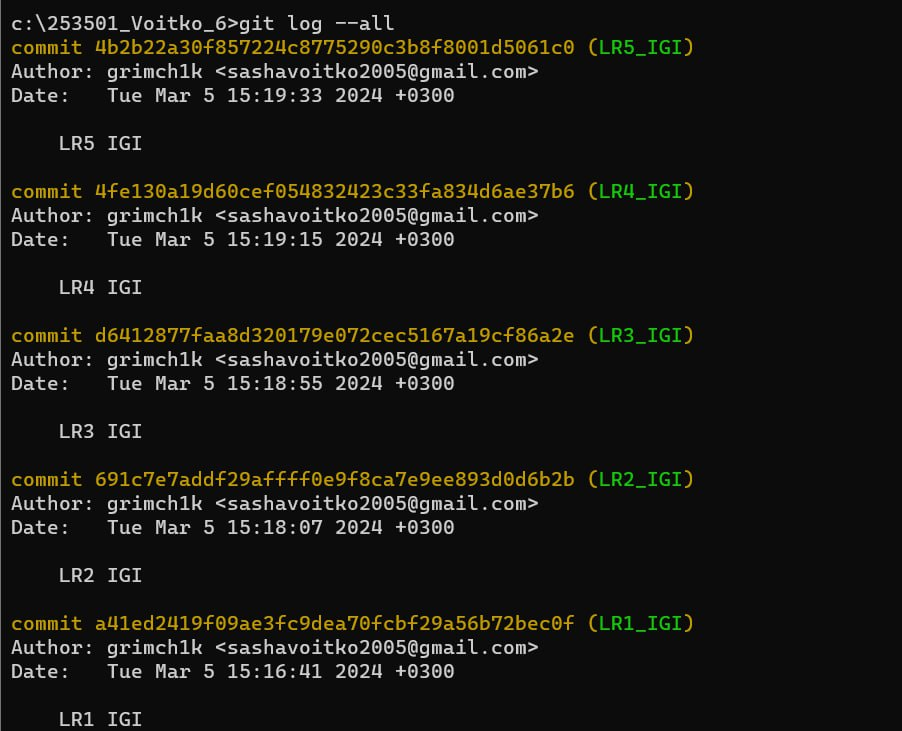 c:\253501_Voitko_6>git log --all
commit 4b2b22a30f857224c8775290c3b8f8001d5061c0 (LR5_IGI)
Author: grimch1k <sashavoitko2005@gmail.com>
Date:   Tue Mar 5 15:19:33 2024 +0300
LR5 IGI
commit 4fe130a19d60cef054832423c33fa834d6ae37b6 (LR4_IGI)
Author: grimch1k <sashavoitko2005@gmail.com>
Date:   Tue Mar 5 15:19:15 2024 +0300
LR4 IGI
commit d6412877faa8d320179e072cec5167a19cf86a2e (LR3_IGI)
Author: grimch1k <sashavoitko2005@gmail.com>
Date:   Tue Mar 5 15:18:55 2024 +0300
LR3 IGI
commit 691c7e7addf29affff0e9f8ca7e9ee893d0d6b2b (LR2_IGI)
Author: grimch1k <sashavoitko2005@gmail.com>
Date:   Tue Mar 5 15:18:07 2024 +0300
LR2 IGI
commit a41ed2419f09ae3fc9dea70fcbf29a56b72bec0f (LR1_IGI)
Author: grimch1k <sashavoitko2005@gmail.com>
Date:   Tue Mar 5 15:16:41 2024 +0300
LR1 IGI